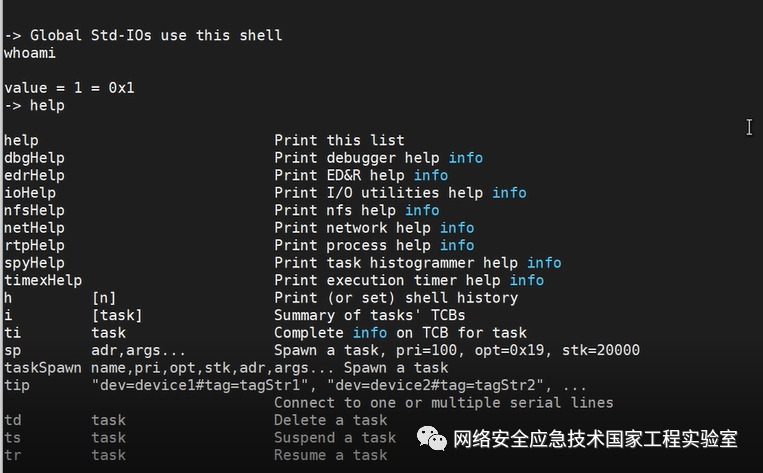 -> Global Std-IOs use this shell
whoami
value = 1 = 0x1
-> help
help Print this list
dbgHelp Print debugger help info
edrHelp Print ED&R help info
ioHelp Print I/O utilities help info
nfsHelp Print nfs help info
netHelp Print network help info
rtpHelp Print process help info
spyHelp Print task histogrammer help info
timexHelp Print execution timer help info
h [n] Print (or set) shell history
i [task] Summary of tasks' TCBs
ti task Complete info on TCB for task
sp adr,args... Spawn a task, pri=100, opt=0x19, stk=20000
taskSpawn name,pri,opt,stk,adr,args... Spawn a task
tip "dev=device1#tag=tagStr1", "dev=device2#tag=tagStr2", ...
Connect to one or multiple serial lines
td task Delete a task
ts task Suspend a task
tr task Resume a task
网络安全应急技术国家工程实验室